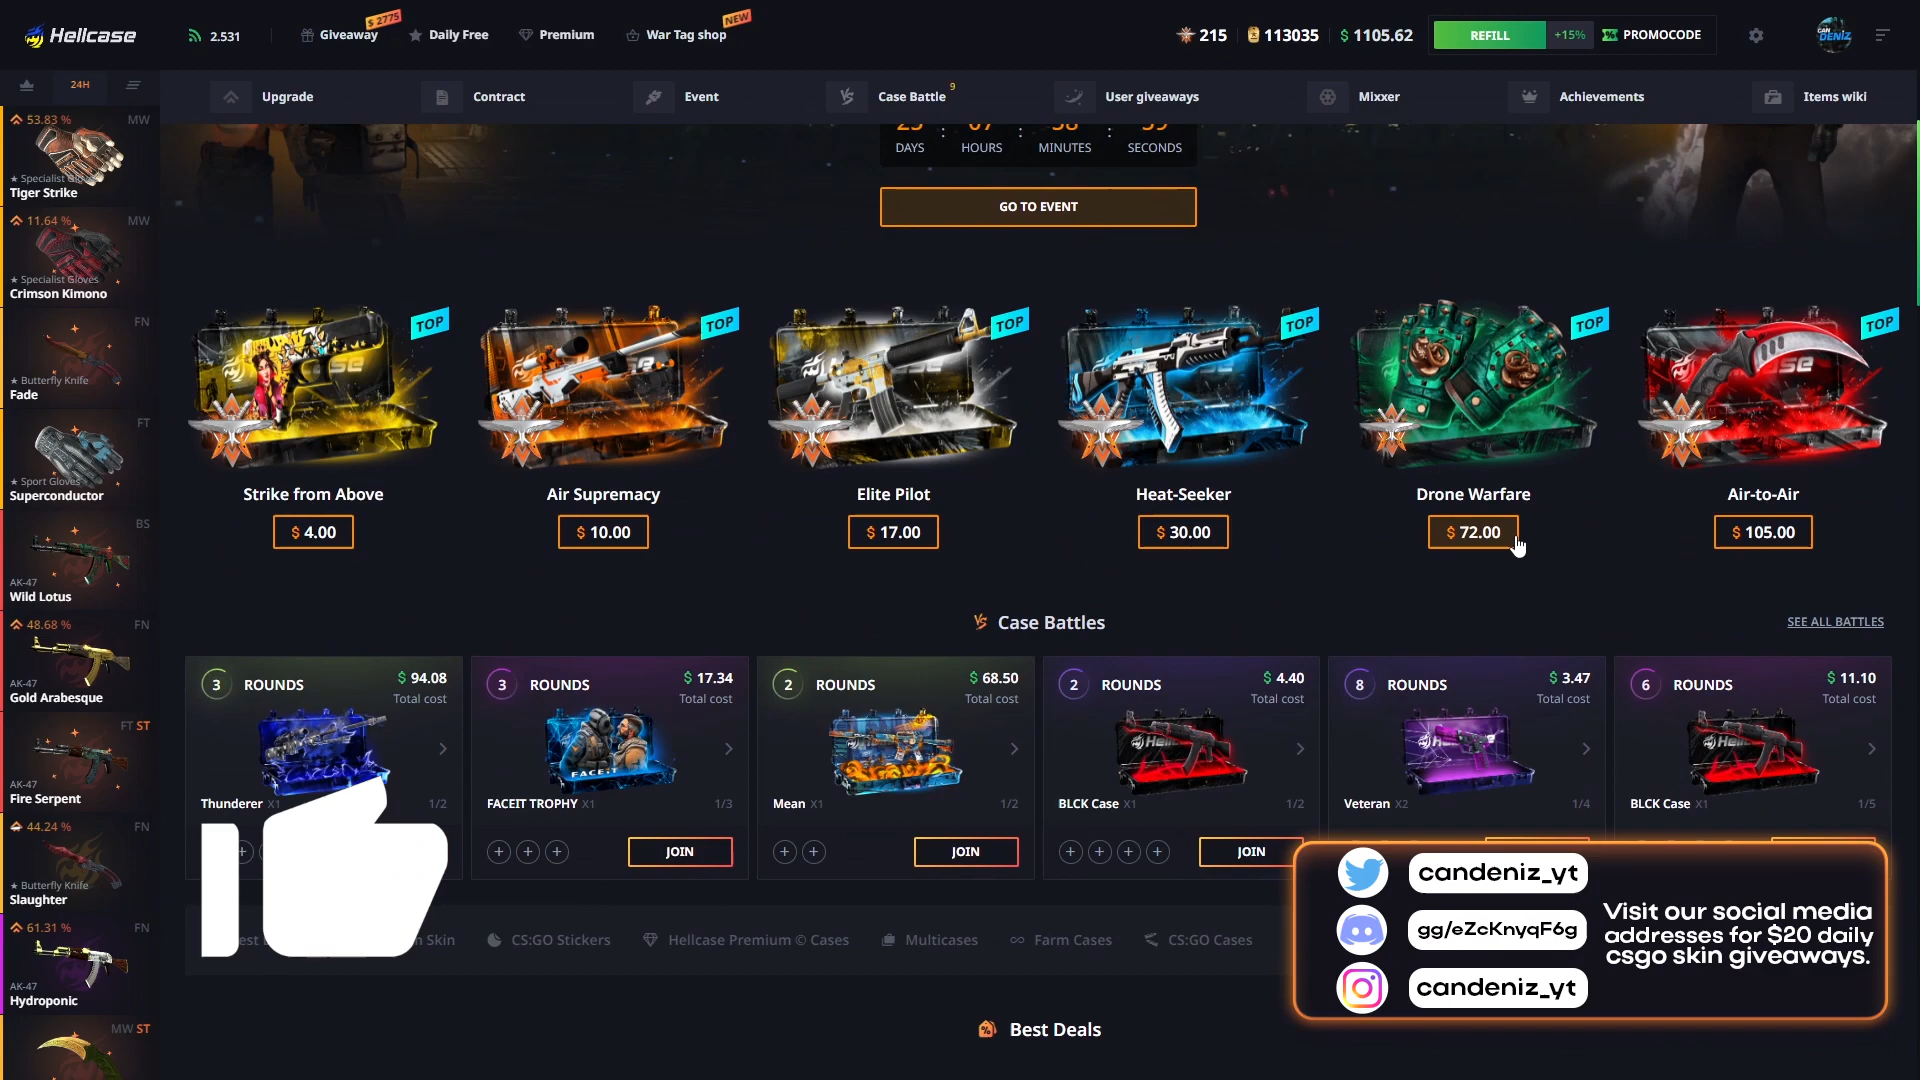 Hellcase
2.531
Giveaway
$ 2775
Daily Free
Premium
War Tag shop
NEW
215
113035
$ 1105.62
REFILL
+15%
PROMOCODE
CAN DENİZ
24H
Upgrade
Contract
Event
Case Battle
9
User giveaways
Mixxer
Achievements
Items wiki
DAYS
:
HOURS
:
MINUTES
:
SECONDS
GO TO EVENT
53.83 %
MW
★ Specialist Gloves
Tiger Strike
11.64 %
MW
★ Specialist Gloves
Crimson Kimono
FN
★ Butterfly Knife
Fade
FT
★ Sport Gloves
Superconductor
BS
AK-47
Wild Lotus
48.68 %
FN
AK-47
Gold Arabesque
FT ST
AK-47
Fire Serpent
44.24 %
FN
★ Butterfly Knife
Slaughter
61.31 %
FN
AK-47
Hydroponic
MW ST
TOP
TOP
TOP
TOP
TOP
TOP
Strike from Above
Air Supremacy
Elite Pilot
Heat-Seeker
Drone Warfare
Air-to-Air
$ 4.00
$ 10.00
$ 17.00
$ 30.00
$ 72.00
$ 105.00
Case Battles
SEE ALL BATTLES
3 ROUNDS
$ 94.08
Total cost
Thunderer X1
1/2
3 ROUNDS
$ 17.34
Total cost
FACEIT
FACEIT TROPHY X1
1/3
JOIN
2 ROUNDS
$ 68.50
Total cost
Mean X1
1/2
JOIN
2 ROUNDS
$ 4.40
Total cost
BLCK Case X1
1/2
JOIN
8 ROUNDS
$ 3.47
Total cost
Veteran X2
1/4
6 ROUNDS
$ 11.10
Total cost
BLCK Case X1
1/5
Skin
CS:GO Stickers
Hellcase Premium © Cases
Multicases
Farm Cases
CS:GO Cases
Best Deals
candeniz_yt
gg/eZcKnyqF6g
candeniz_yt
Visit our social media
addresses for $20 daily
csgo skin giveaways.